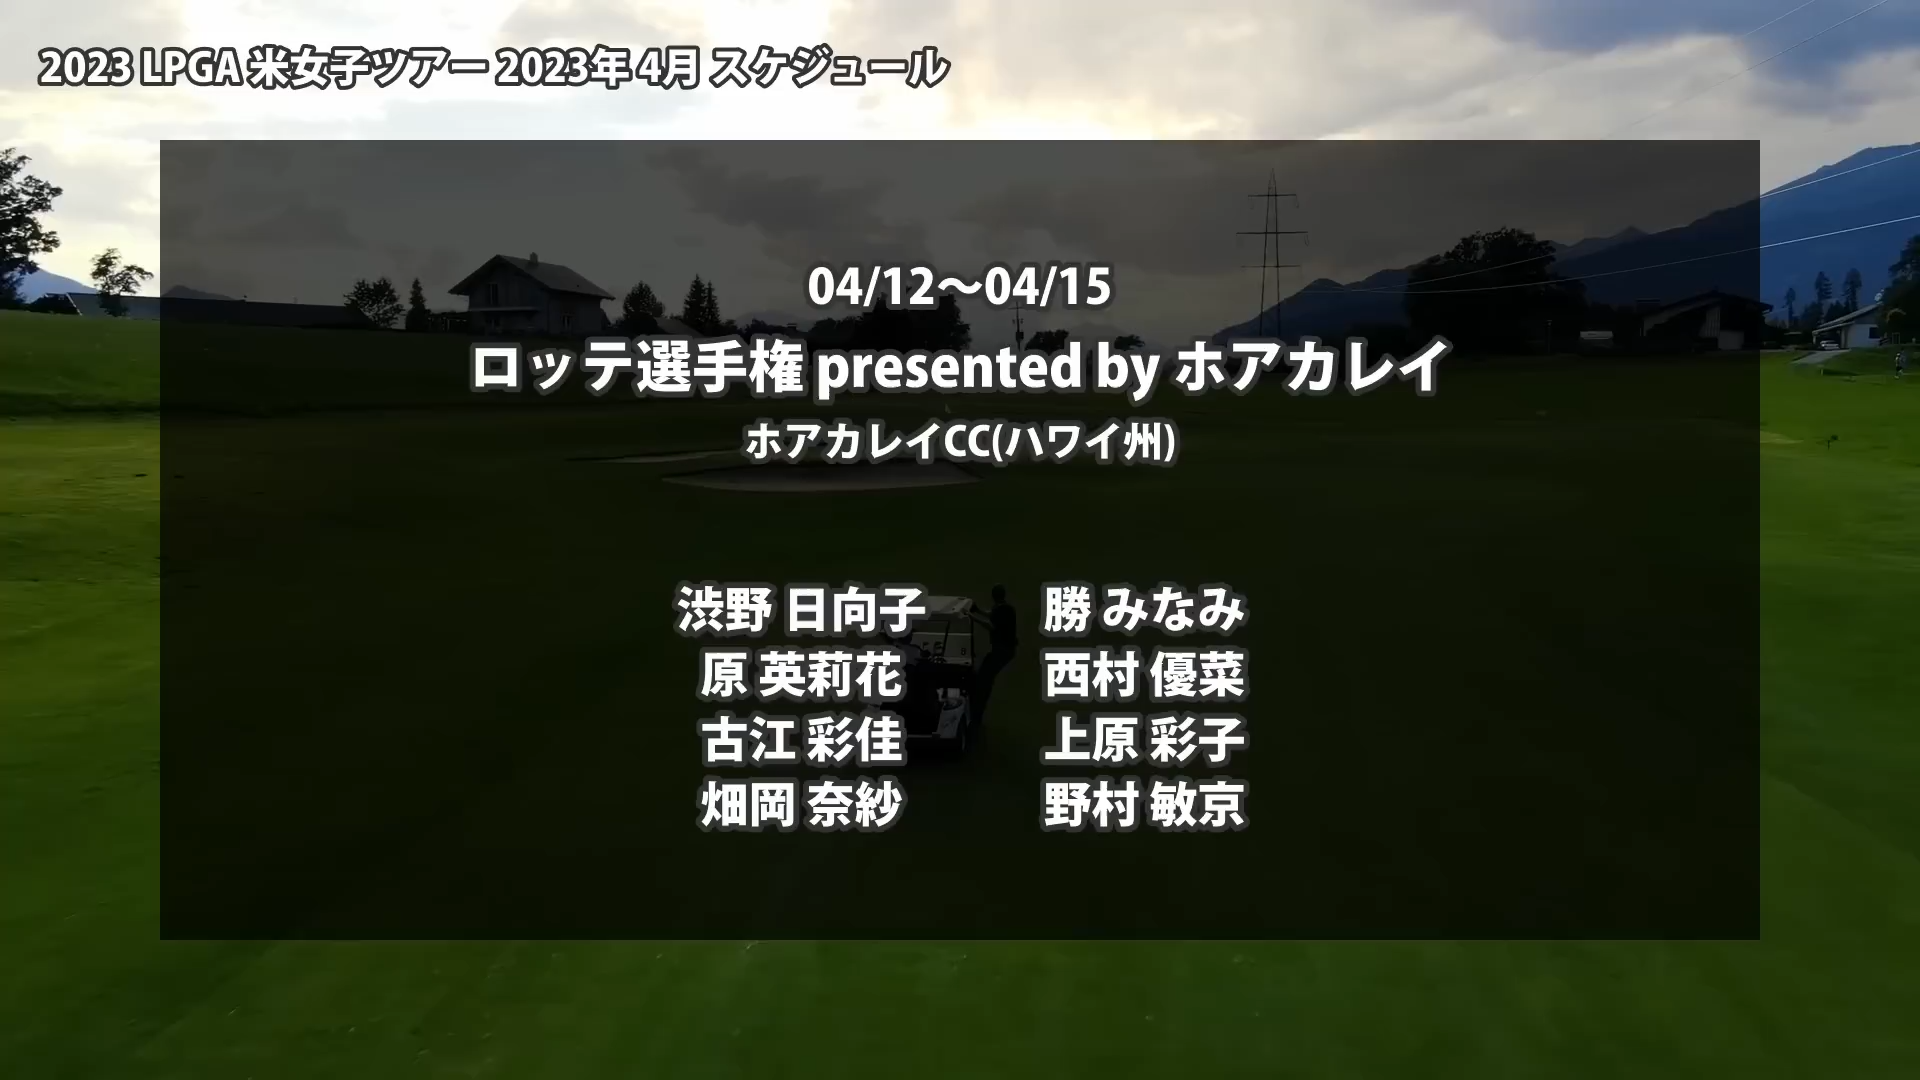 2023 LPGA 米女子ツアー 2023年 4月 スケジュール
04/12〜04/15
ロッテ選手権 presented by ホアカレイ
ホアカレイCC(ハワイ州)
渋野 日向子 勝 みなみ
原 英莉花 西村 優菜
古江 彩佳 上原 彩子
畑岡 奈紗 野村 敏京